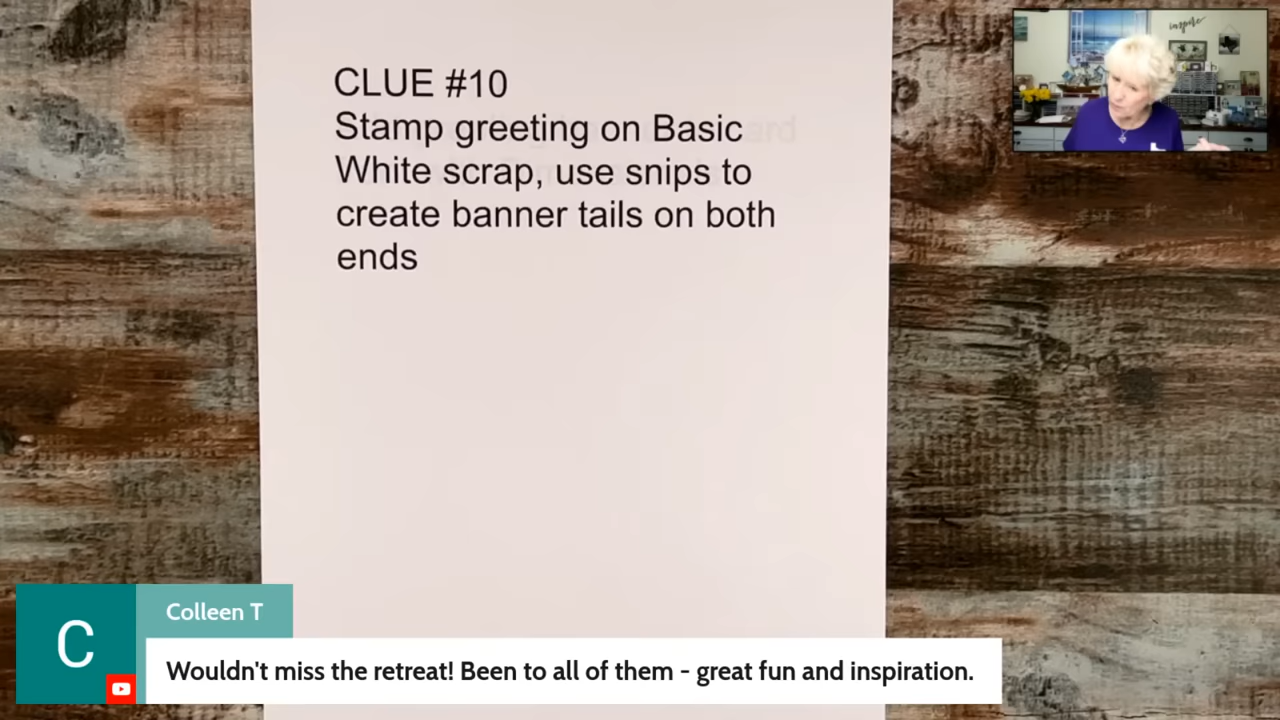 inspire
CLUE #10
Stamp greeting on Basic
White scrap, use snips to
create banner tails on both
ends
C
Colleen T
Wouldn't miss the retreat! Been to all of them - great fun and inspiration.